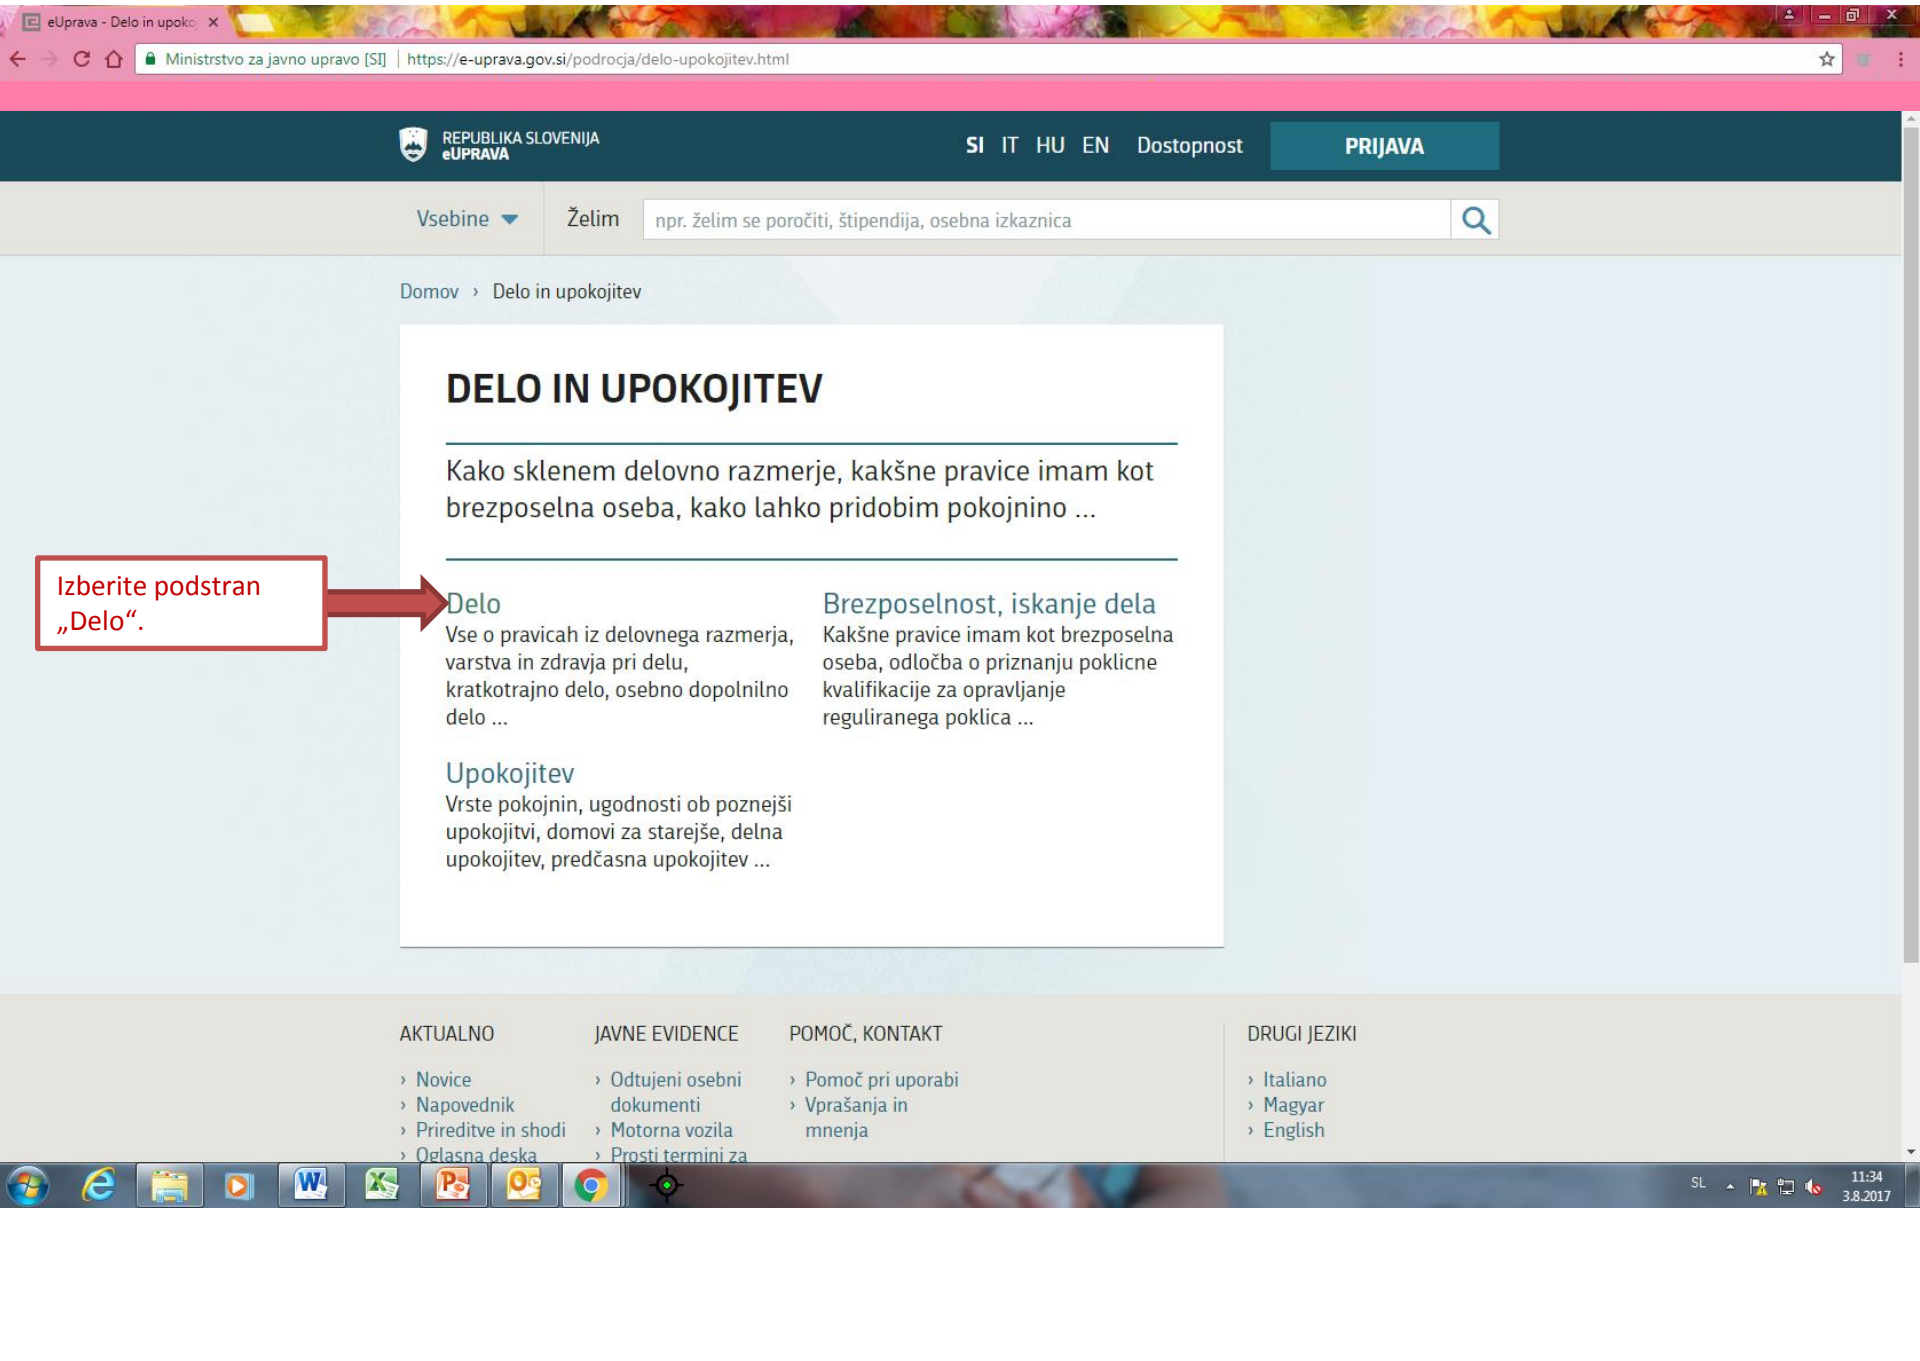 eUprava - Delo in upoko
Ministrstvo za javno upravo [SI] | https://e-uprava.gov.si/podrocja/delo-upokojitev.html
REPUBLIKA SLOVENIJA
eUPRAVA
SI IT HU EN Dostopnost PRIJAVA
Vsebine Želim npr. želim se poročiti, štipendija, osebna izkaznica
Domov › Delo in upokojitev
DELO IN UPOKOJITEV
Kako sklenem delovno razmerje, kakšne pravice imam kot
brezposelna oseba, kako lahko pridobim pokojnino ...
Izberite podstran
„Delo“.
Delo
Vse o pravicah iz delovnega razmerja,
varstva in zdravja pri delu,
kratkotrajno delo, osebno dopolnilno
delo ...
Brezposelnost, iskanje dela
Kakšne pravice imam kot brezposelna
oseba, odločba o priznanju poklicne
kvalifikacije za opravljanje
reguliranega poklica ...
Upokojitev
Vrste pokojnin, ugodnosti ob poznejši
upokojitvi, domovi za starejše, delna
upokojitev, predčasna upokojitev ...
AKTUALNO
› Novice
› Napovednik
› Prireditve in shodi
› Oglasna deska
JAVNE EVIDENCE
› Odtujeni osebni
dokumenti
› Motorna vozila
› Prosti termini za
POMOČ, KONTAKT
› Pomoč pri uporabi
› Vprašanja in
mnenja
DRUGI JEZIKI
› Italiano
› Magyar
› English
SL
11:34
3.8.2017